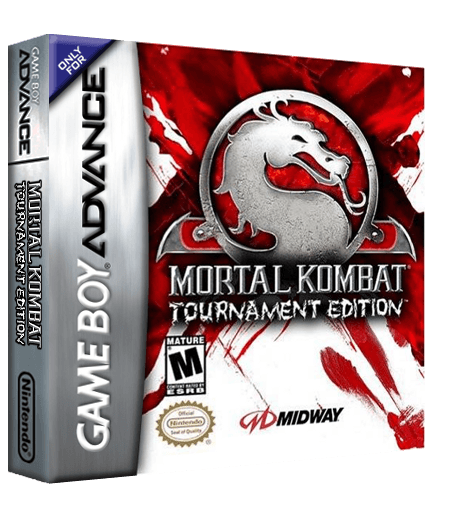 GAME BOY
ADVANCE
MORTAL KOMBAT
TOURNAMENT EDITION
Nintendo
ONLY
FOR
GAME BOY ADVANCE
MORTAL KOMBAT
TOURNAMENT EDITION™
MATURE
M
CONTENT RATED BY
ESRB
Official
Nintendo
Seal of Quality
MIDWAY